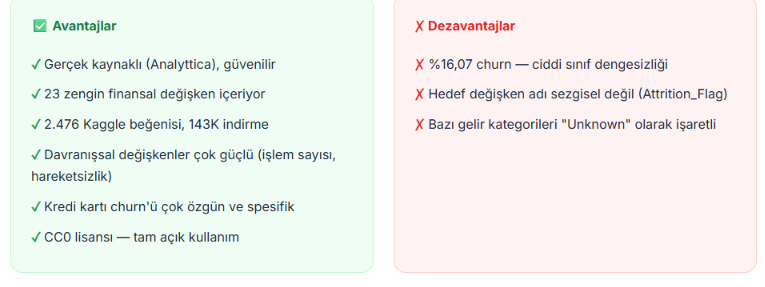 ✅ Avantajlar
✓ Gerçek kaynaklı (Analyttica), güvenilir
✓ 23 zengin finansal değişken içeriyor
✓ 2.476 Kaggle beğenisi, 143K indirme
✓ Davranışsal değişkenler çok güçlü (işlem sayısı,
hareketsizlik)
✓ Kredi kartı churn'ü çok özgün ve spesifik
✓ CC0 lisansı — tam açık kullanım
✗ Dezavantajlar
✗ %16,07 churn — ciddi sınıf dengesizliği
✗ Hedef değişken adı sezgisel değil (Attrition_Flag)
✗ Bazı gelir kategorileri "Unknown" olarak işaretli